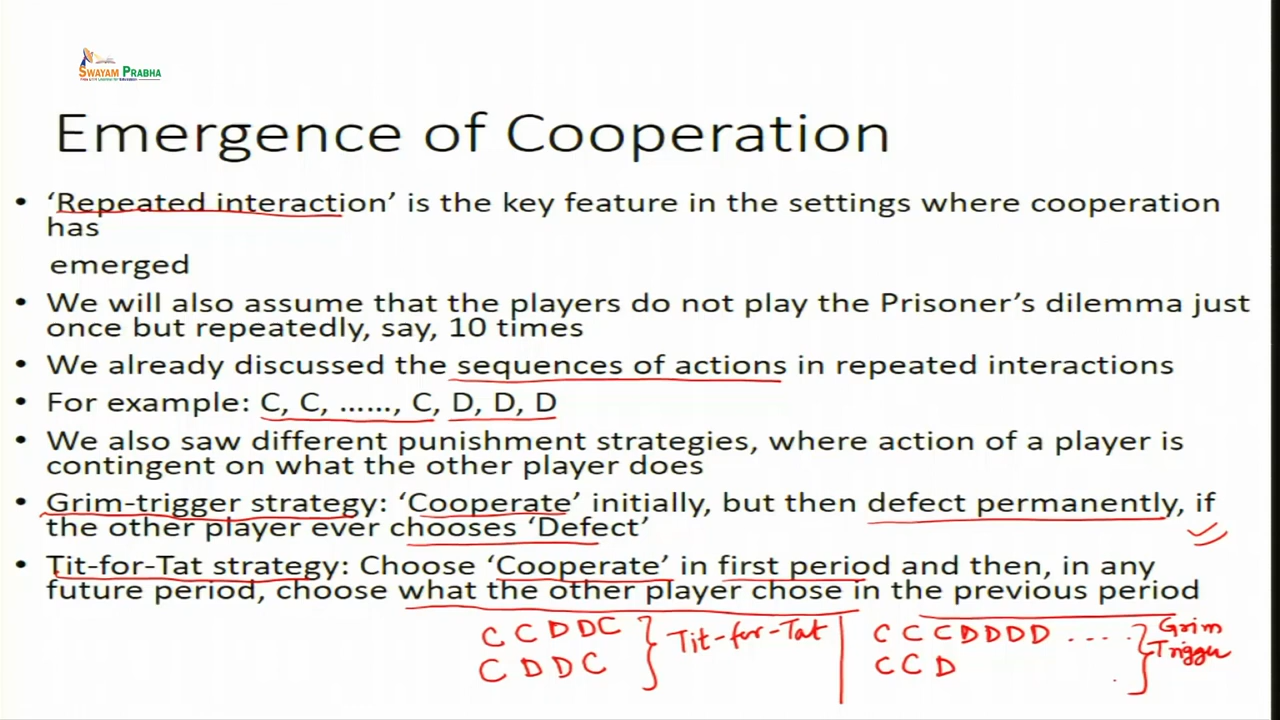 SWAYAM PRABHA
Emergence of Cooperation
• ‘Repeated interaction’ is the key feature in the settings where cooperation
has
emerged
• We will also assume that the players do not play the Prisoner’s dilemma just
once but repeatedly, say, 10 times
• We already discussed the sequences of actions in repeated interactions
• For example: C, C, ……, C, D, D, D
• We also saw different punishment strategies, where action of a player is
contingent on what the other player does
• Grim-trigger strategy: ‘Cooperate’ initially, but then defect permanently, if
the other player ever chooses ‘Defect’
• Tit-for-Tat strategy: Choose ‘Cooperate’ in first period and then, in any
future period, choose what the other player chose in the previous period
C C D D C
C D D C
Tit-for-Tat
C C C D D D D ....
C C D
Grim
Trigger